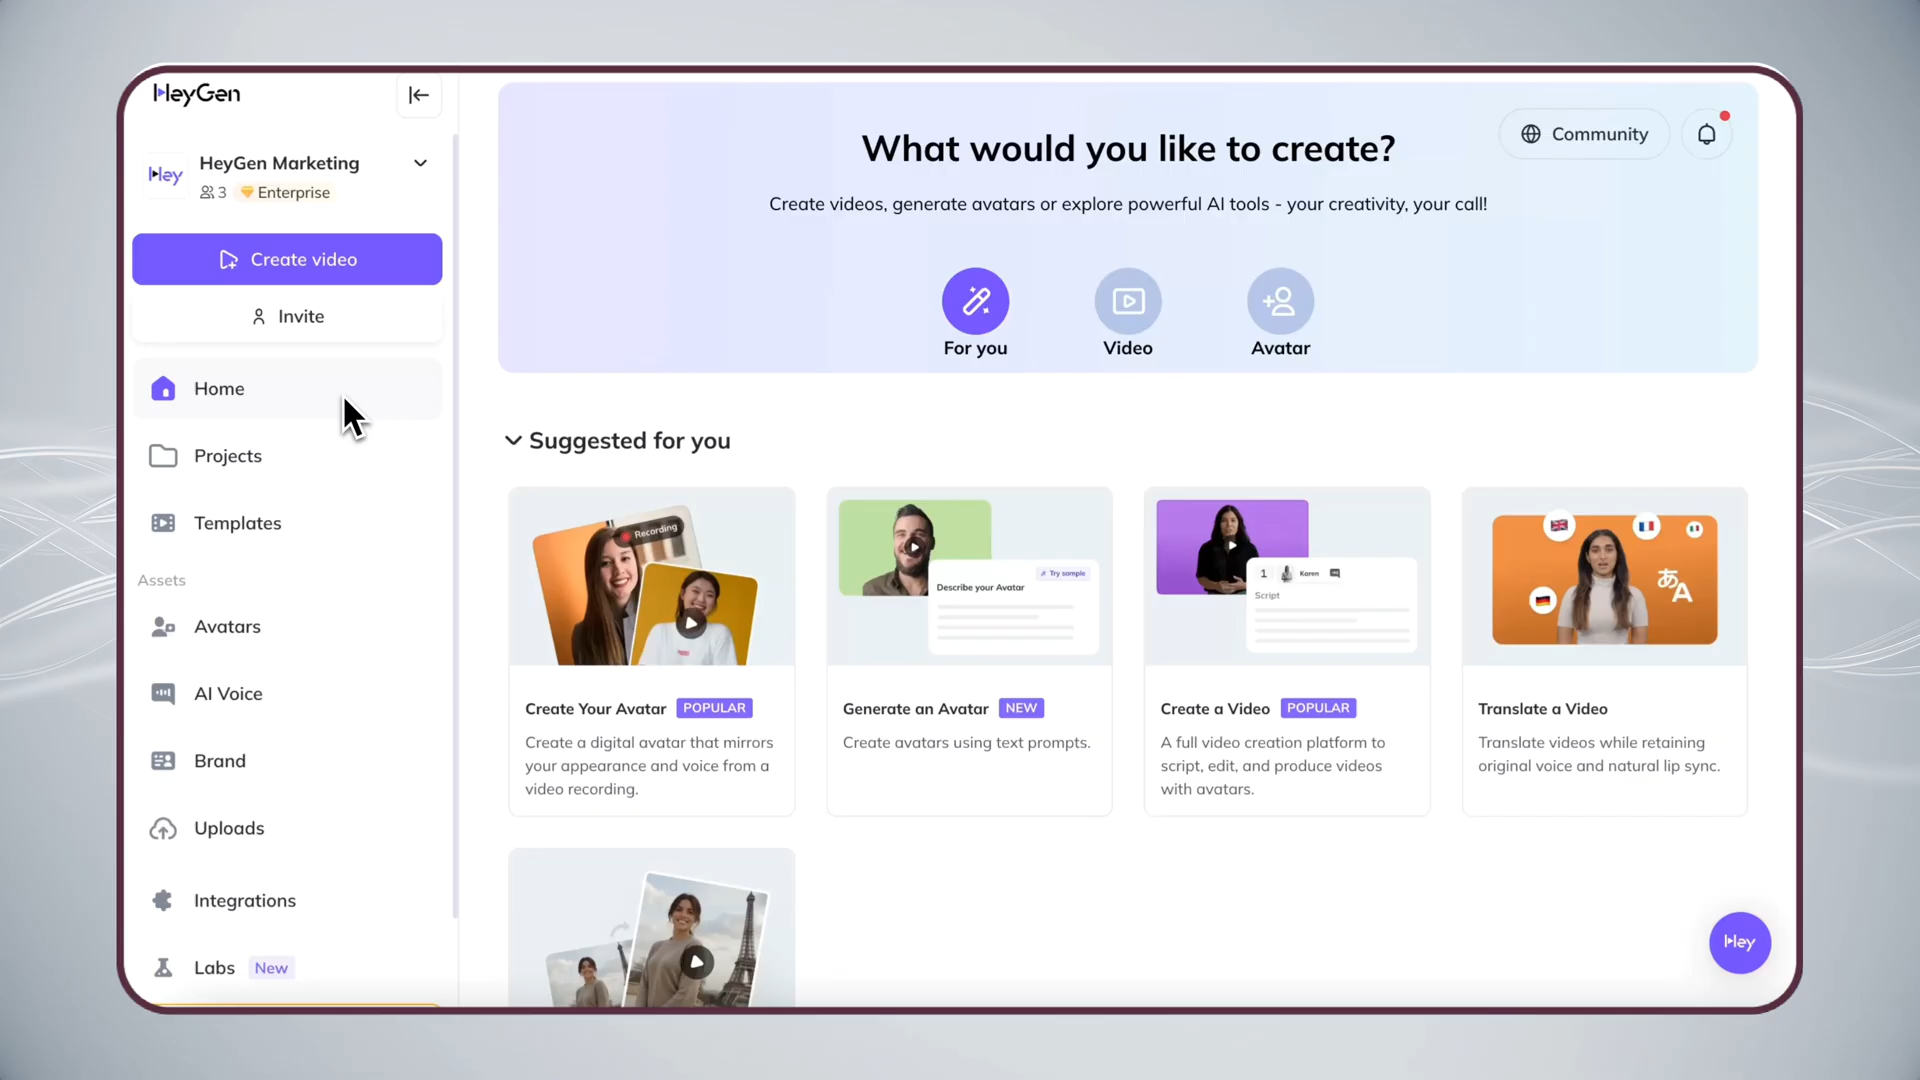 HeyGen
Hey
HeyGen Marketing
3
Enterprise
Create video
Invite
Home
Projects
Templates
Assets
Avatars
AI Voice
Brand
Uploads
Integrations
Labs New
What would you like to create?
Community
Create videos, generate avatars or explore powerful AI tools - your creativity, your call!
For you
Video
Avatar
Suggested for you
Recording
Create Your Avatar POPULAR
Create a digital avatar that mirrors
your appearance and voice from a
video recording.
Try sample
Describe your Avatar
Generate an Avatar NEW
Create avatars using text prompts.
1 Karen
Script
Create a Video POPULAR
A full video creation platform to
script, edit, and produce videos
with avatars.
あA
Translate a Video
Translate videos while retaining
original voice and natural lip sync.
Hey